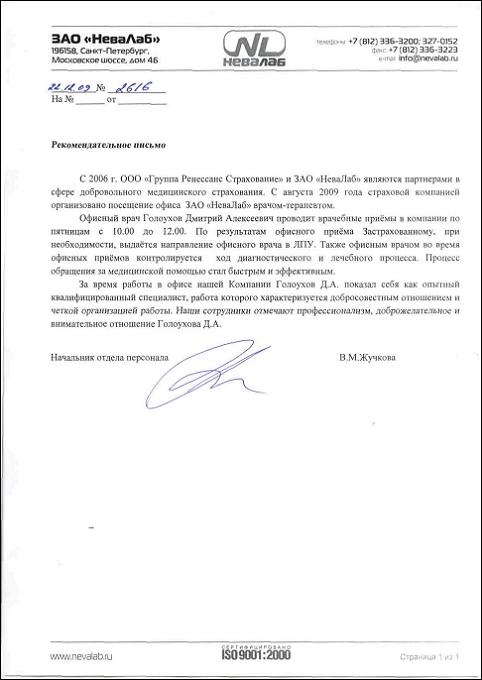 ЗАО «НеваЛаб»
196158, Санкт-Петербург,
Московское шоссе, дом 46
NL
НЕВАЛАБ
телефоны: +7 (812) 336-3200; 327-0152
факс: +7 (812) 336-3223
e-mail: info@nevalab.ru
22.12.09 № 2616
На № от
Рекомендательное письмо
С 2006 г. ООО «Группа Ренессанс Страхование» и ЗАО «НеваЛаб» являются партнерами в
сфере добровольного медицинского страхования. С августа 2009 года страховой компанией
организовано посещение офиса ЗАО «НеваЛаб» врачом-терапевтом.
Офисный врач Голоухов Дмитрий Алексеевич проводит врачебные приёмы в компании по
пятницам с 10.00 до 12.00. По результатам офисного приёма Застрахованному, при
необходимости, выдаётся направление офисного врача в ЛПУ. Также офисным врачом во время
офисных приёмов контролируется ход диагностического и лечебного процесса. Процесс
обращения за медицинской помощью стал быстрым и эффективным.
За время работы в офисе нашей Компании Голоухов Д.А. показал себя как опытный
квалифицированный специалист, работа которого характеризуется добросовестным отношением и
четкой организацией работы. Наши сотрудники отмечают профессионализм, доброжелательное и
внимательное отношение Голоухова Д.А.
Начальник отдела персонала В.М.Жучкова
www.nevalab.ru
СЕРТИФИЦИРОВАНО
ISO 9001:2000
Страница 1 из 1